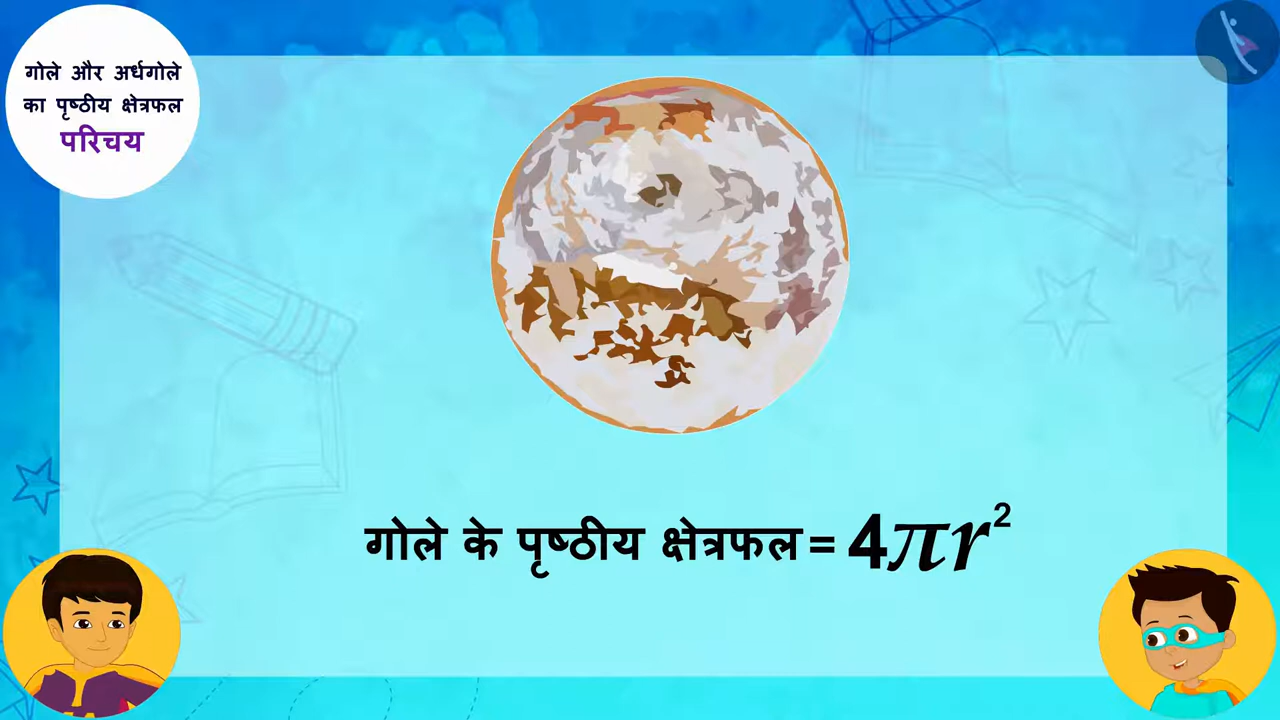 गोले और अर्धगोले
का पृष्ठीय क्षेत्रफल
परिचय
गोले के पृष्ठीय क्षेत्रफल = 4πr²